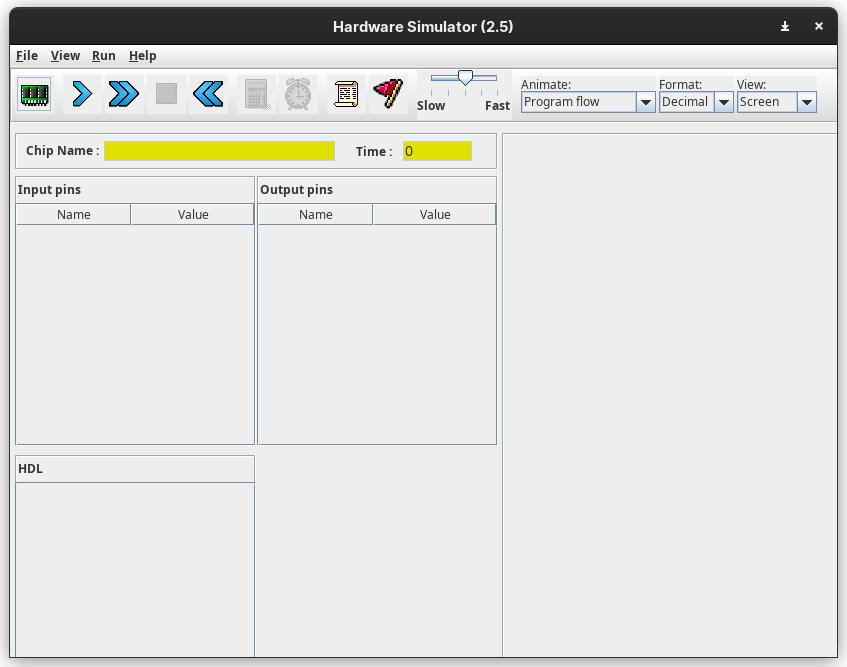 Hardware Simulator (2.5)
File View Run Help
Slow Fast
Animate: Format: View:
Program flow Decimal Screen
Chip Name : Time : 0
Input pins Output pins
Name Value Name Value
HDL